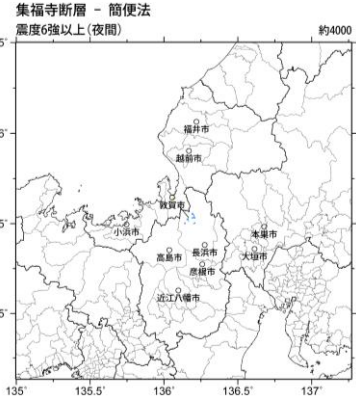 集福寺断層 － 簡便法
震度6強以上(夜間)
約4000
福井市
越前市
敦賀市
小浜市
本巣市
長浜市
大垣市
高島市
彦根市
近江八幡市
135°
135.5°
136°
136.5°
137°